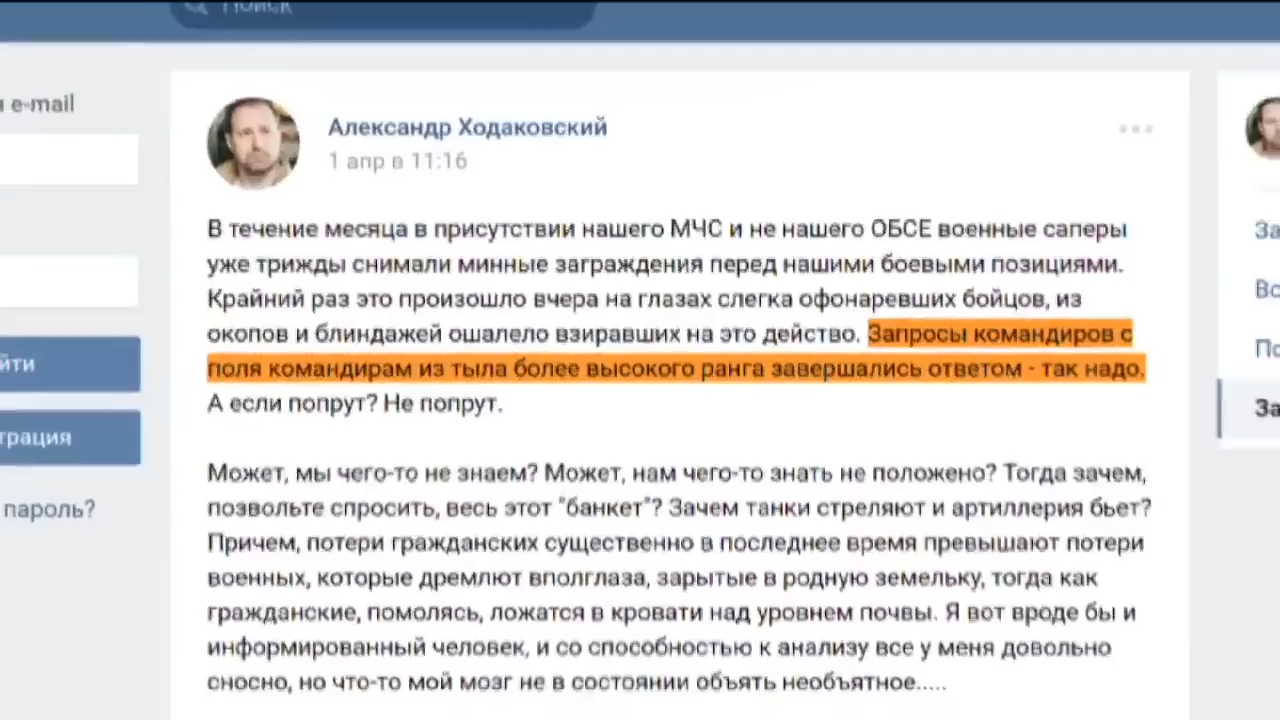 Поиск
e-mail
йти
трация
пароль?
Александр Ходаковский
1 апр в 11:16
В течение месяца в присутствии нашего МЧС и не нашего ОБСЕ военные саперы
уже трижды снимали минные заграждения перед нашими боевыми позициями.
Крайний раз это произошло вчера на глазах слегка офонаревших бойцов, из
окопов и блиндажей ошалело взиравших на это действо. Запросы командиров с
поля командирам из тыла более высокого ранга завершались ответом - так надо.
А если попрут? Не попрут.
Может, мы чего-то не знаем? Может, нам чего-то знать не положено? Тогда зачем,
позвольте спросить, весь этот "банкет"? Зачем танки стреляют и артиллерия бьет?
Причем, потери гражданских существенно в последнее время превышают потери
военных, которые дремлют вполглаза, зарытые в родную земельку, тогда как
гражданские, помолясь, ложатся в кровати над уровнем почвы. Я вот вроде бы и
информированный человек, и со способностью к анализу все у меня довольно
сносно, но что-то мой мозг не в состоянии объять необъятное.....
За
Вс
По
За